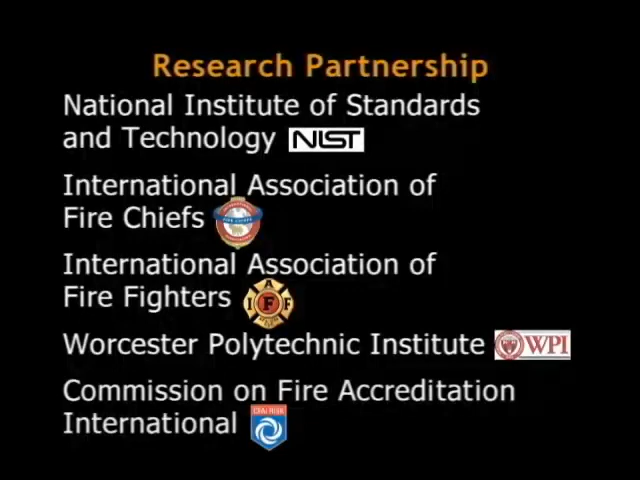 Research Partnership
National Institute of Standards
and Technology NIST
International Association of
Fire Chiefs
International Association of
Fire Fighters I A F F
Worcester Polytechnic Institute WPI
Commission on Fire Accreditation
International